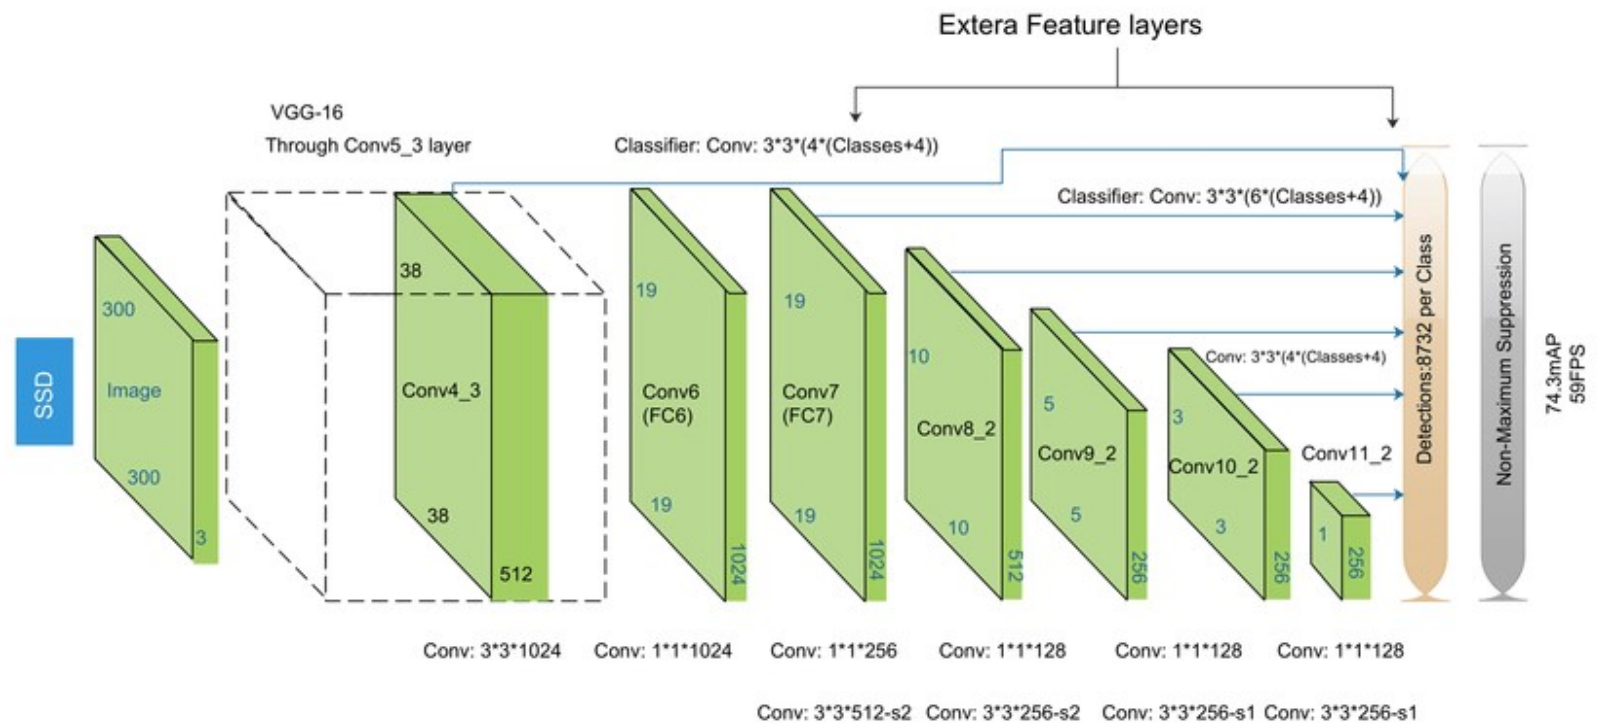 Extera Feature layers
VGG-16
Through Conv5_3 layer
Classifier: Conv: 3*3*(4*(Classes+4))
Classifier: Conv: 3*3*(6*(Classes+4))
SSD
300
Image
300
3
38
Conv4_3
38
512
19
Conv6
(FC6)
19
1024
19
Conv7
(FC7)
19
1024
10
Conv8_2
10
512
5
Conv9_2
5
256
Conv: 3*3*(4*(Classes+4)
3
Conv10_2
3
256
Conv11_2
1
256
Detections:8732 per Class
Non-Maximum Suppression
74.3mAP
59FPS
Conv: 3*3*1024
Conv: 1*1*1024
Conv: 1*1*256
Conv: 1*1*128
Conv: 1*1*128
Conv: 1*1*128
Conv: 3*3*512-s2
Conv: 3*3*256-s2
Conv: 3*3*256-s1
Conv: 3*3*256-s1